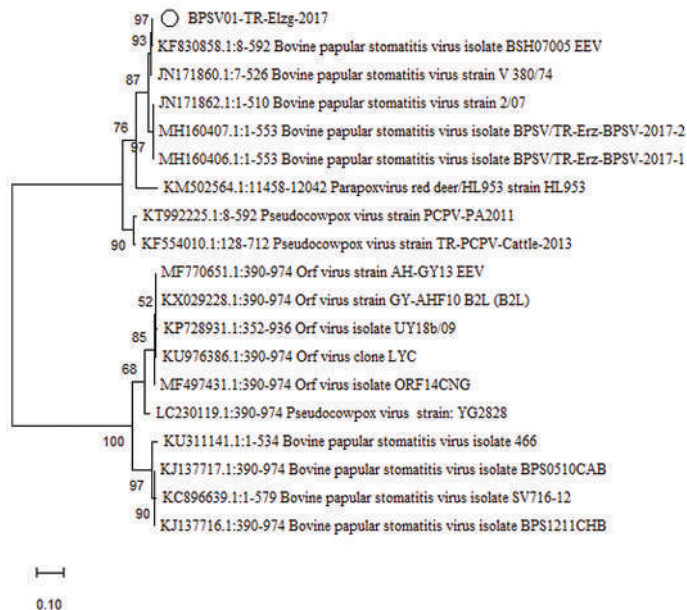 97
BPSV01-TR-Elzg-2017
93
KF830858.1:8-592 Bovine papular stomatitis virus isolate BSH07005 EEV
JN171860.1:7-526 Bovine papular stomatitis virus strain V 380/74
87
JN171862.1:1-510 Bovine papular stomatitis virus strain 2/07
76
MH160407.1:1-553 Bovine papular stomatitis virus isolate BPSV/TR-Erz-BPSV-2017-2
97
MH160406.1:1-553 Bovine papular stomatitis virus isolate BPSV/TR-Erz-BPSV-2017-1
KM502564.1:11458-12042 Parapoxvirus red deer/HL953 strain HL953
KT992225.1:8-592 Pseudocowpox virus strain PCPV-PA2011
90
KF554010.1:128-712 Pseudocowpox virus strain TR-PCPV-Cattle-2013
MF770651.1:390-974 Orf virus strain AH-GY13 EEV
52
KX029228.1:390-974 Orf virus strain GY-AHF10 B2L (B2L)
KP728931.1:352-936 Orf virus isolate UY18b/09
85
KU976386.1:390-974 Orf virus clone LYC
68
MF497431.1:390-974 Orf virus isolate ORF14CNG
LC230119.1:390-974 Pseudocowpox virus strain: YG2828
100
KU311141.1:1-534 Bovine papular stomatitis virus isolate 466
KJ137717.1:390-974 Bovine papular stomatitis virus isolate BPS0510CAB
97
KC896639.1:1-579 Bovine papular stomatitis virus isolate SV716-12
90
KJ137716.1:390-974 Bovine papular stomatitis virus isolate BPS1211CHB
0.10